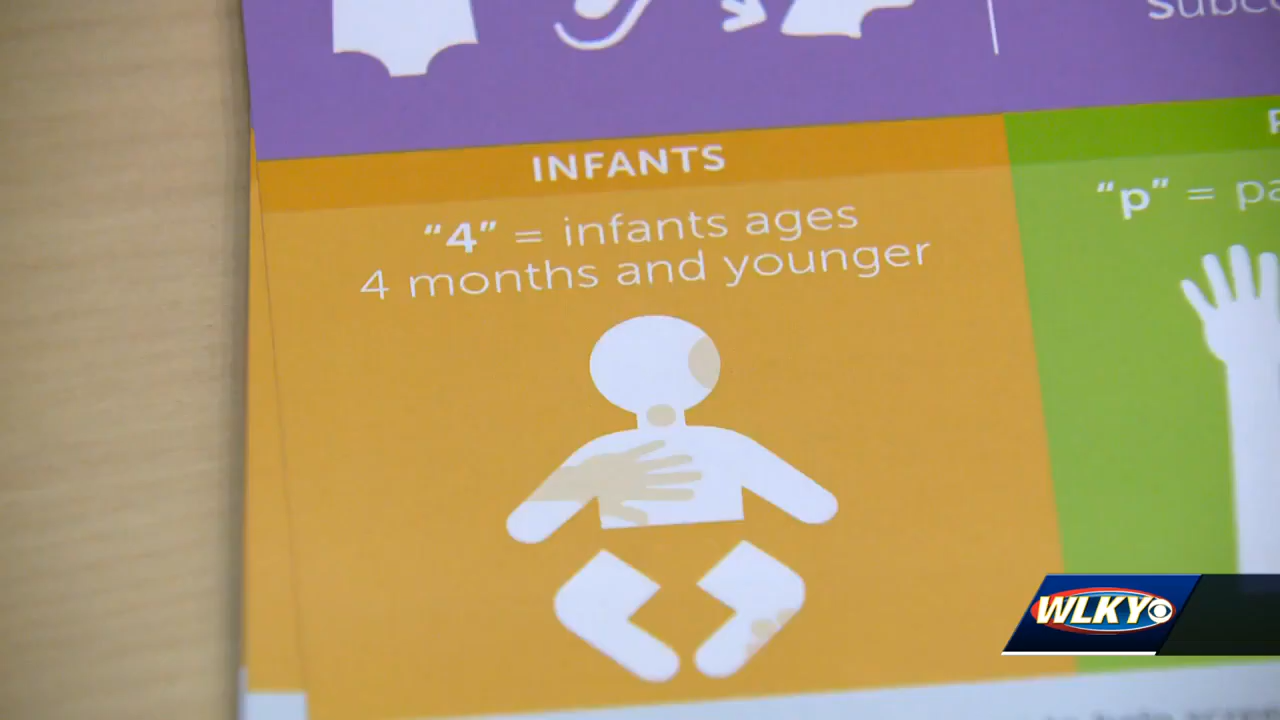 INFANTS
"4" = infants ages
4 months and younger
"p" =
WLKY